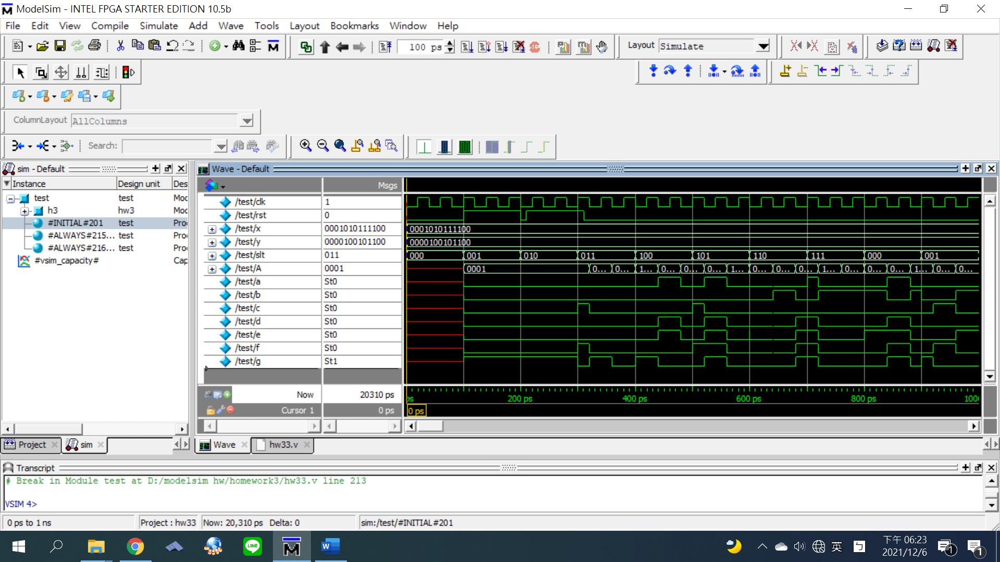 ModelSim - INTEL FPGA STARTER EDITION 10.5b
File Edit View Compile Simulate Add Wave Tools Layout Bookmarks Window Help
100 ps
Layout Simulate
ColumnLayout AllColumns
Search:
sim - Default
Instance Design unit Des
test test Mod
h3 hw3 Mod
#INITIAL#201 test Pro
#ALWAYS#215... test Pro
#ALWAYS#216... test Pro
#vsim_capacity# Cap
Wave - Default
Msgs
/test/clk 1
/test/rst 0
/test/x 0001010111100 0001010111100
/test/y 0000100101100 0000100101100
/test/slt 011 000 001 010 011 100 101 110 111 000 001
/test/A 0001 0001 0... 0... 1... 0... 0... 0... 1... 0... 0... 0... 1... 0... 0... 0... 1... 0... 0...
/test/a St0
/test/b St0
/test/c St0
/test/d St0
/test/e St0
/test/f St0
/test/g St1
Now 20310 ps ps 200 ps 400 ps 600 ps 800 ps 100
Cursor 1 0 ps 0 ps
Project sim
Wave hw33.v
Transcript
# Break in Module test at D:/modelsim hw/homework3/hw33.v line 213
VSIM 4>
0 ps to 1 ns Project : hw33 Now: 20,310 ps Delta: 0 sim:/test/#INITIAL#201
LINE
W
英
ㄅ
下午 06:23
2021/12/6
1
1